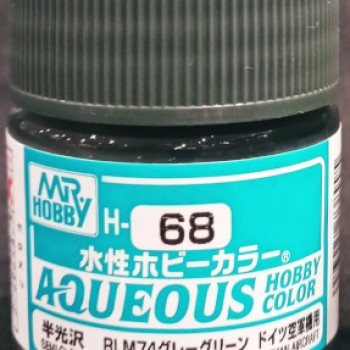 MR HOBBY
H- 68
水性ホビーカラー®
AQUEOUS HOBBY COLOR
半光沢 RLM74グレーグリーン ドイツ空軍機用
AIRCRAFT